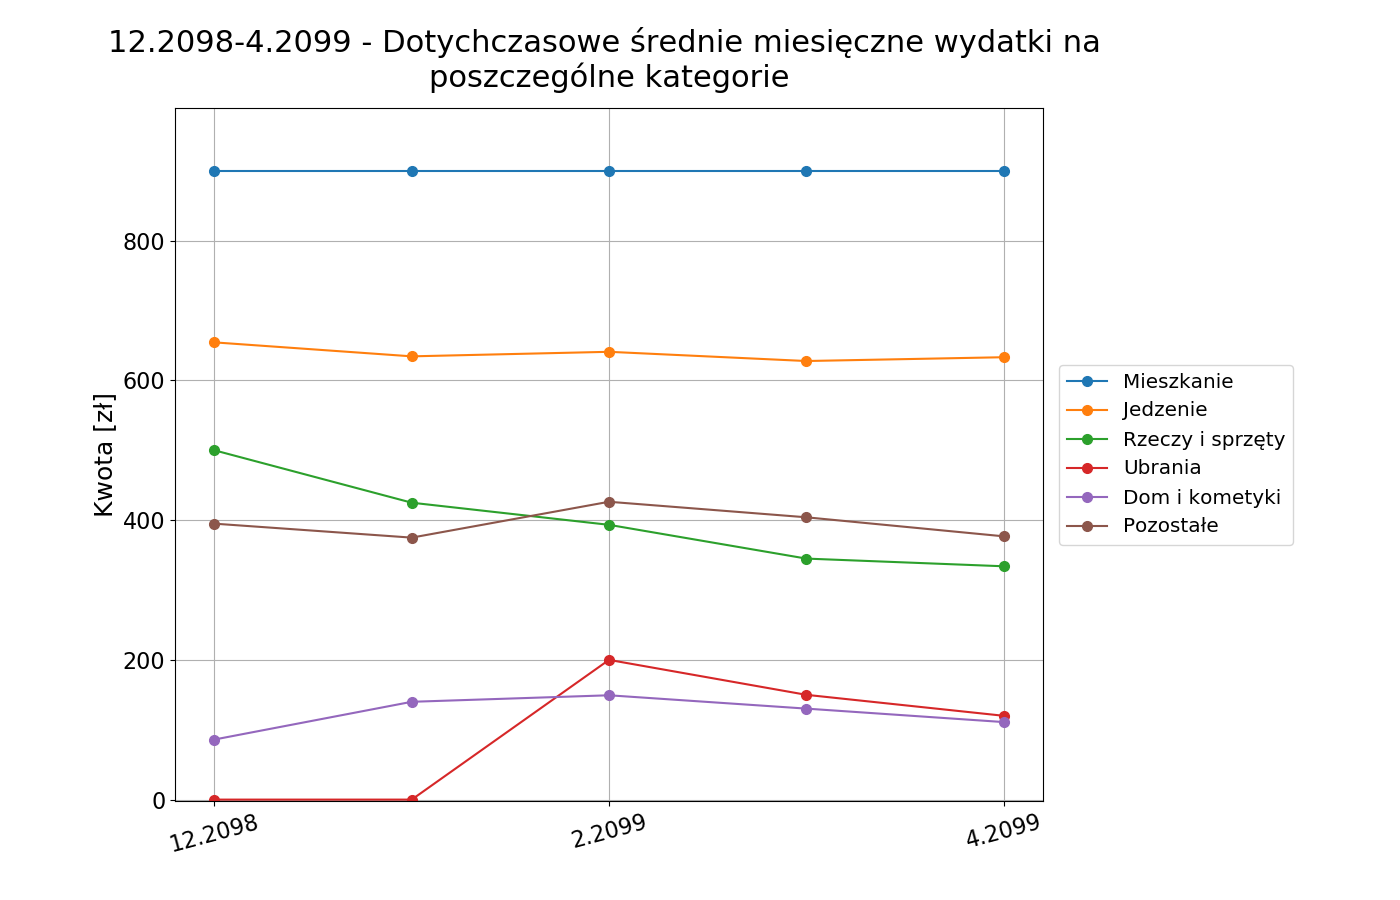 12.2098-4.2099 - Dotychczasowe średnie miesięczne wydatki na
poszczególne kategorie
Kwota [zł]
800
600
400
200
0
12.2098
2.2099
4.2099
Mieszkanie
Jedzenie
Rzeczy i sprzęty
Ubrania
Dom i kometyki
Pozostałe